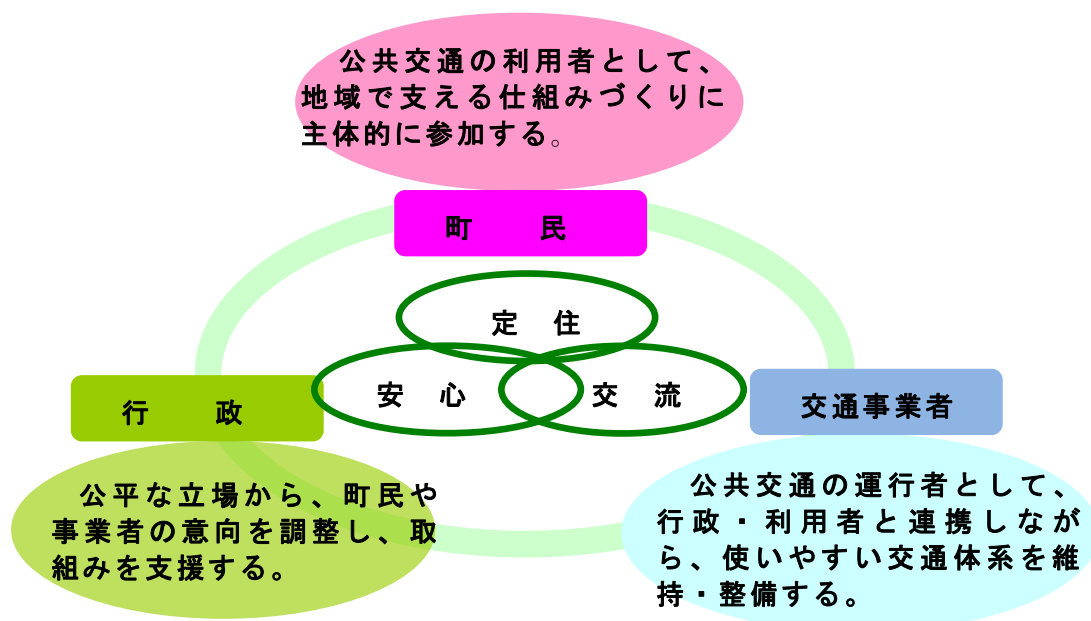 公共交通の利用者として、
地域で支える仕組みづくりに
主体的に参加する。
町　民
定　住
安　心
交　流
行　政
交通事業者
公平な立場から、町民や
事業者の意向を調整し、取
組みを支援する。
公共交通の運行者として、
行政・利用者と連携しなが
ら、使いやすい交通体系を維
持・整備する。